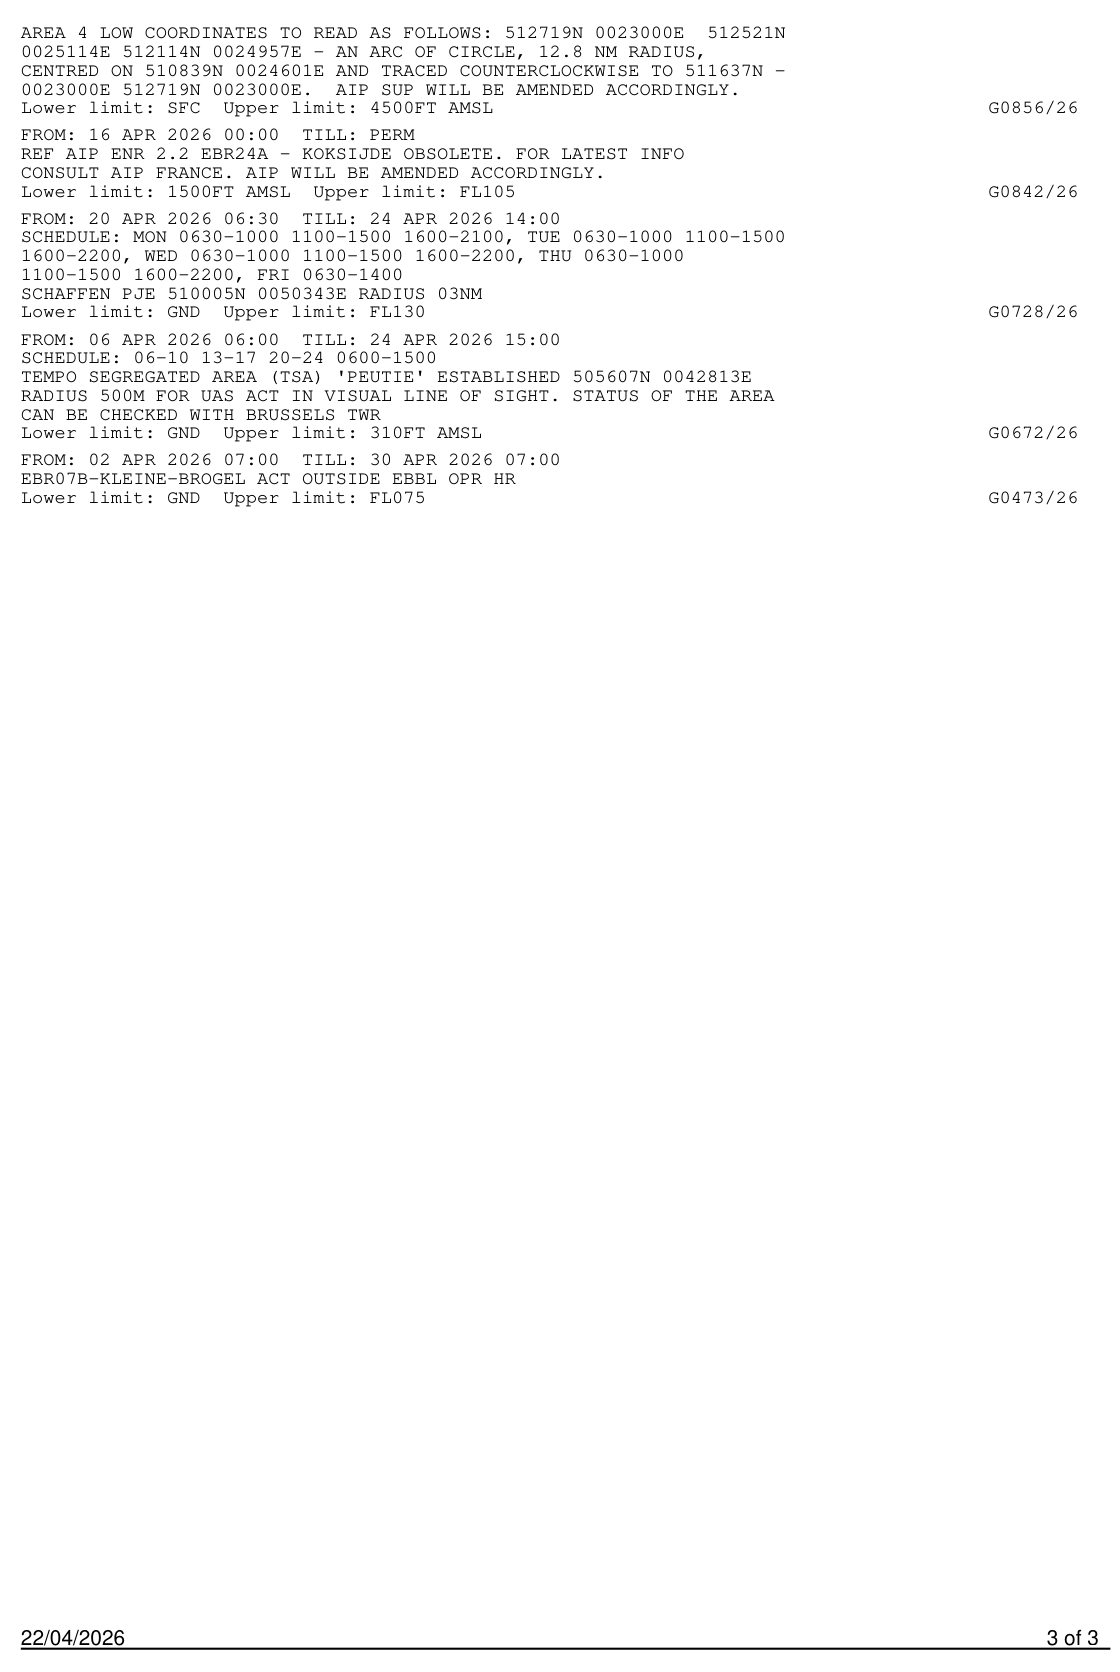 AREA 4 LOW COORDINATES TO READ AS FOLLOWS: 512719N 0023000E  512521N
0025114E 512114N 0024957E - AN ARC OF CIRCLE, 12.8 NM RADIUS,
CENTRED ON 510839N 0024601E AND TRACED COUNTERCLOCKWISE TO 511637N -
0023000E 512719N 0023000E.  AIP SUP WILL BE AMENDED ACCORDINGLY.
Lower limit: SFC  Upper limit: 4500FT AMSL G0856/26
FROM: 16 APR 2026 00:00  TILL: PERM
REF AIP ENR 2.2 EBR24A - KOKSIJDE OBSOLETE. FOR LATEST INFO
CONSULT AIP FRANCE. AIP WILL BE AMENDED ACCORDINGLY.
Lower limit: 1500FT AMSL  Upper limit: FL105 G0842/26
FROM: 20 APR 2026 06:30  TILL: 24 APR 2026 14:00
SCHEDULE: MON 0630-1000 1100-1500 1600-2100, TUE 0630-1000 1100-1500
1600-2200, WED 0630-1000 1100-1500 1600-2200, THU 0630-1000
1100-1500 1600-2200, FRI 0630-1400
SCHAFFEN PJE 510005N 0050343E RADIUS 03NM
Lower limit: GND  Upper limit: FL130 G0728/26
FROM: 06 APR 2026 06:00  TILL: 24 APR 2026 15:00
SCHEDULE: 06-10 13-17 20-24 0600-1500
TEMPO SEGREGATED AREA (TSA) 'PEUTIE' ESTABLISHED 505607N 0042813E
RADIUS 500M FOR UAS ACT IN VISUAL LINE OF SIGHT. STATUS OF THE AREA
CAN BE CHECKED WITH BRUSSELS TWR
Lower limit: GND  Upper limit: 310FT AMSL G0672/26
FROM: 02 APR 2026 07:00  TILL: 30 APR 2026 07:00
EBR07B-KLEINE-BROGEL ACT OUTSIDE EBBL OPR HR
Lower limit: GND  Upper limit: FL075 G0473/26
22/04/2026 3 of 3